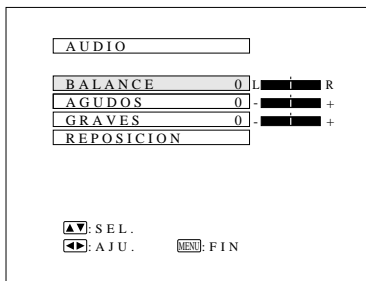 AUDIO
BALANCE 0 L R
AGUDOS 0 - +
GRAVES 0 - +
REPOSICION
▲▼:SEL.
◀▶:AJU. MENU:FIN